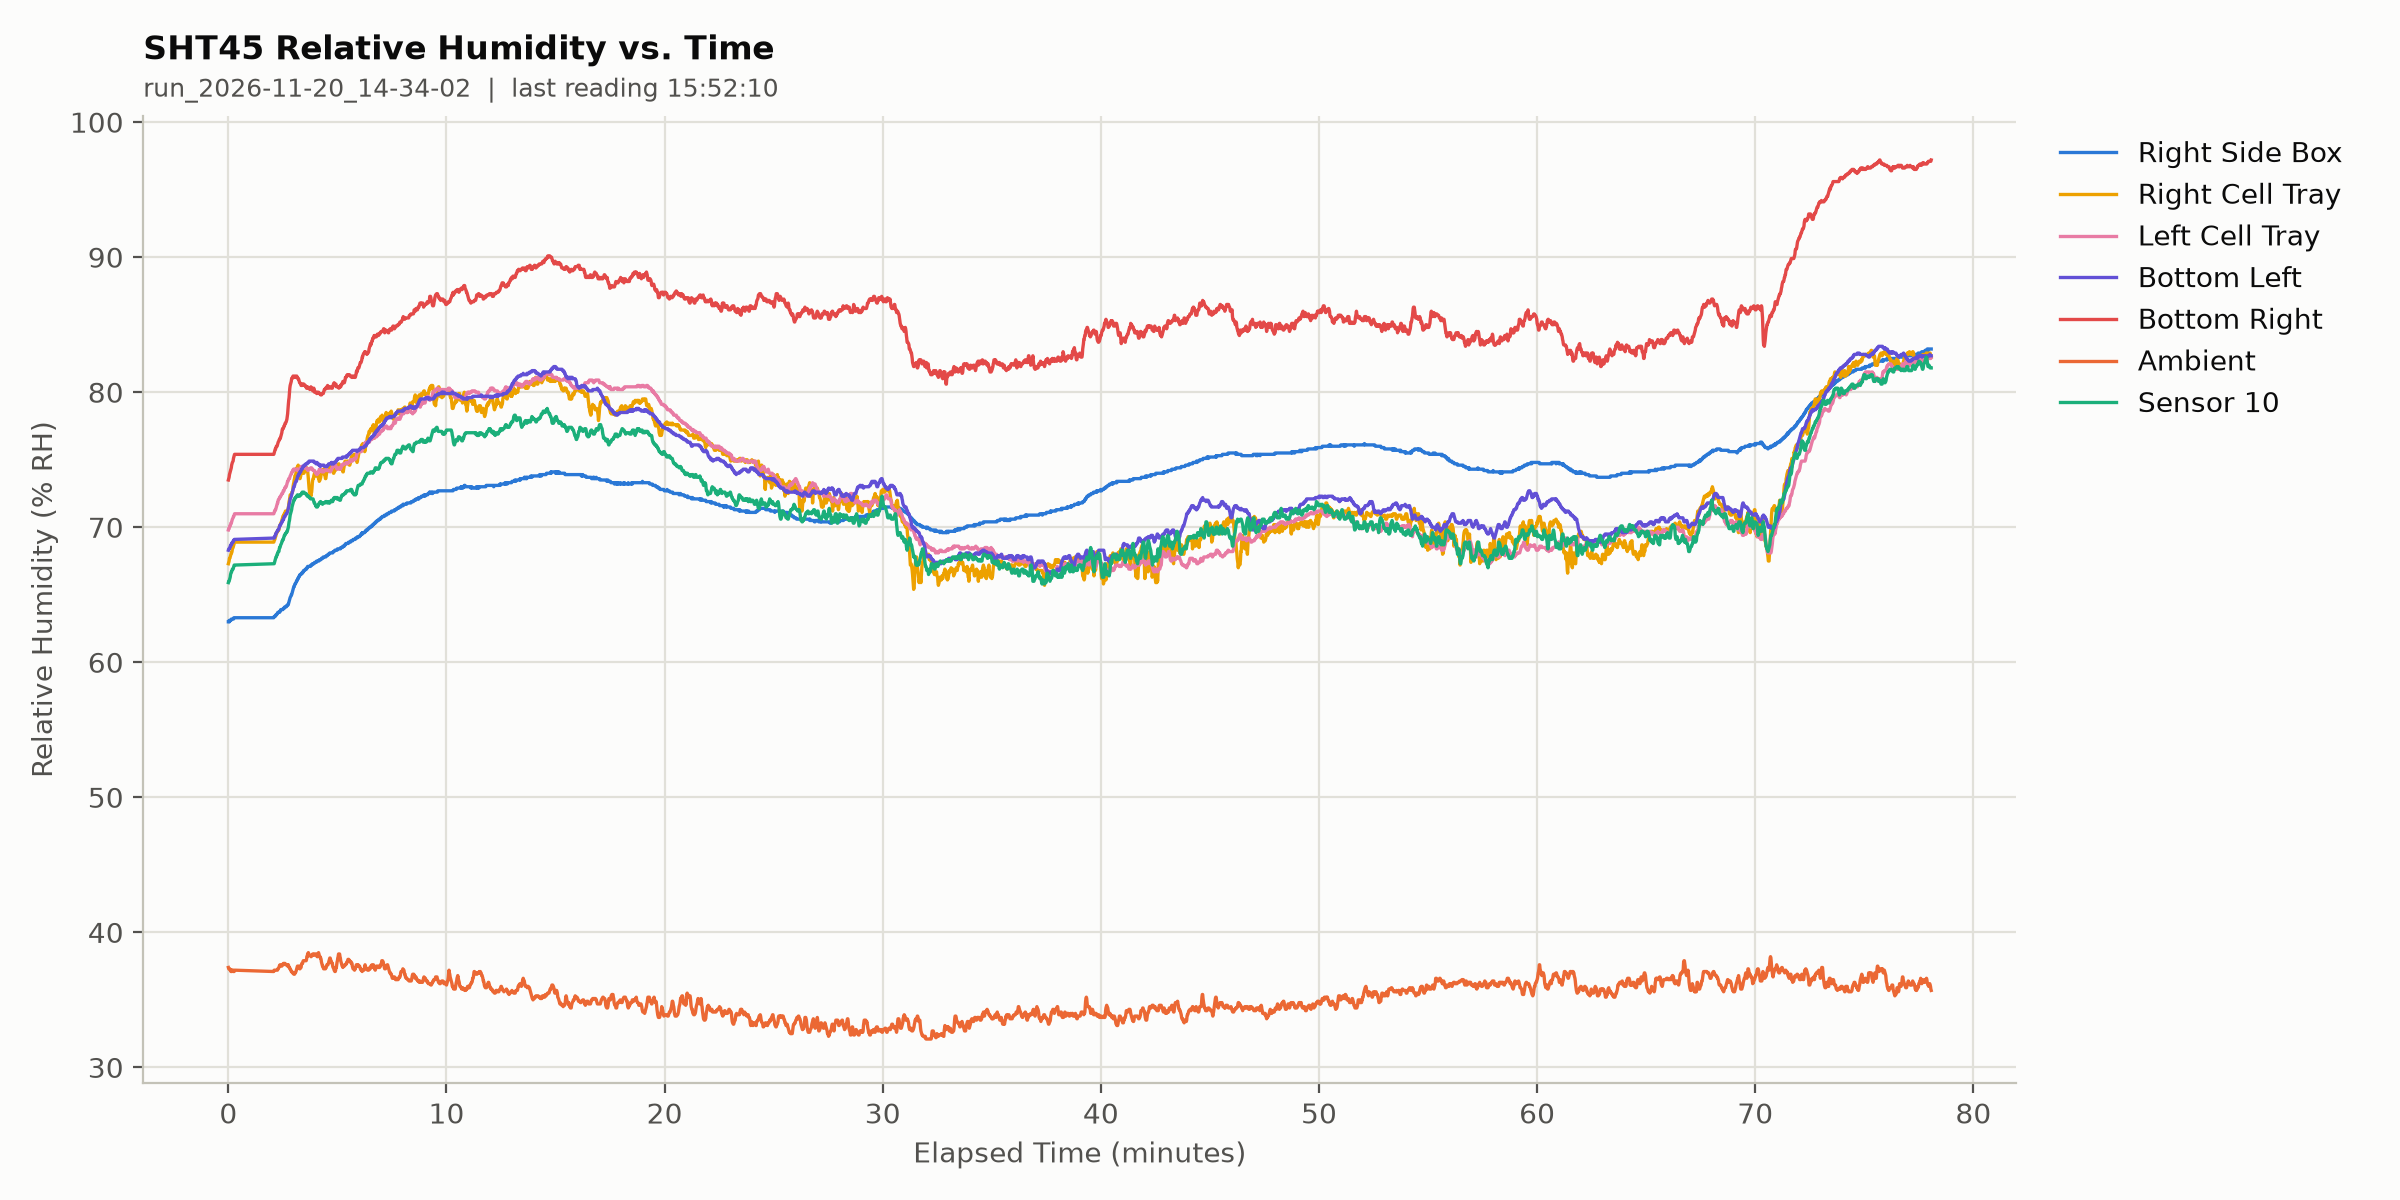 SHT45 Relative Humidity vs. Time
run_2026-11-20_14-34-02 | last reading 15:52:10
100
90
80
70
60
50
40
30
Relative Humidity (% RH)
0 10 20 30 40 50 60 70 80
Elapsed Time (minutes)
Right Side Box
Right Cell Tray
Left Cell Tray
Bottom Left
Bottom Right
Ambient
Sensor 10